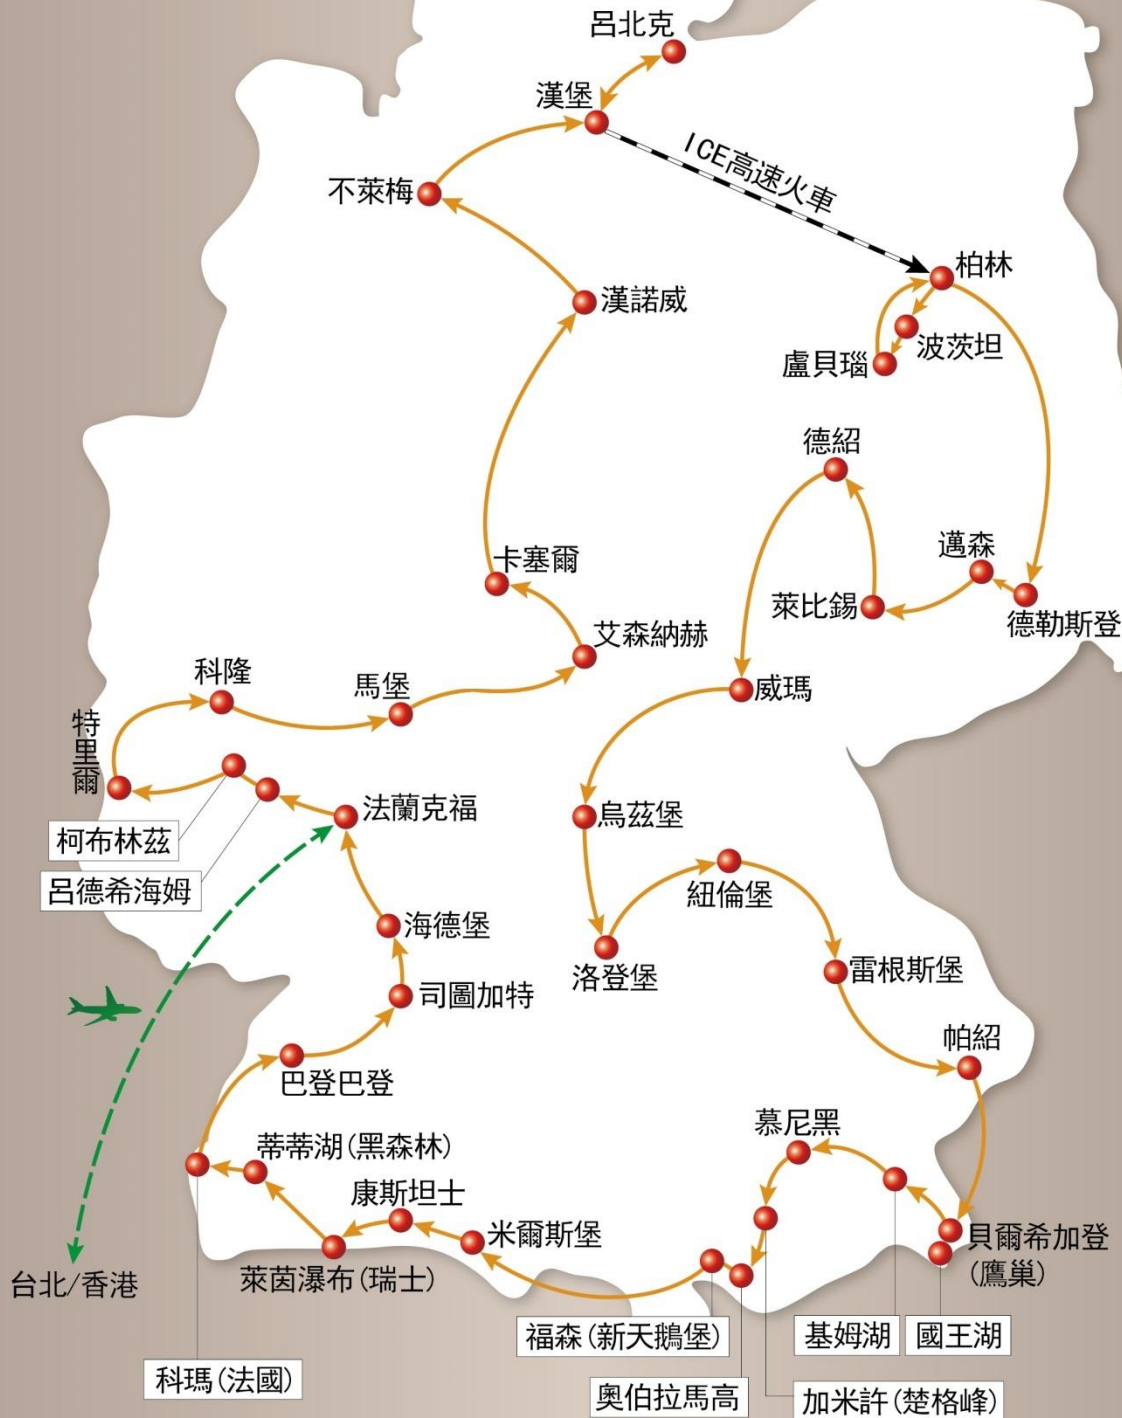 呂北克
漢堡
ICE高速火車
不萊梅
柏林
漢諾威
波茨坦
盧貝瑙
德紹
邁森
卡塞爾
萊比錫
德勒斯登
艾森納赫
科隆
馬堡
威瑪
特里爾
法蘭克福
烏茲堡
柯布林茲
紐倫堡
呂德希海姆
海德堡
洛登堡
雷根斯堡
司圖加特
帕紹
巴登巴登
慕尼黑
蒂蒂湖(黑森林)
康斯坦士
米爾斯堡
貝爾希加登
(鷹巢)
萊茵瀑布(瑞士)
台北/香港
福森(新天鵝堡)
基姆湖
國王湖
科瑪(法國)
奧伯拉馬高
加米許(楚格峰)